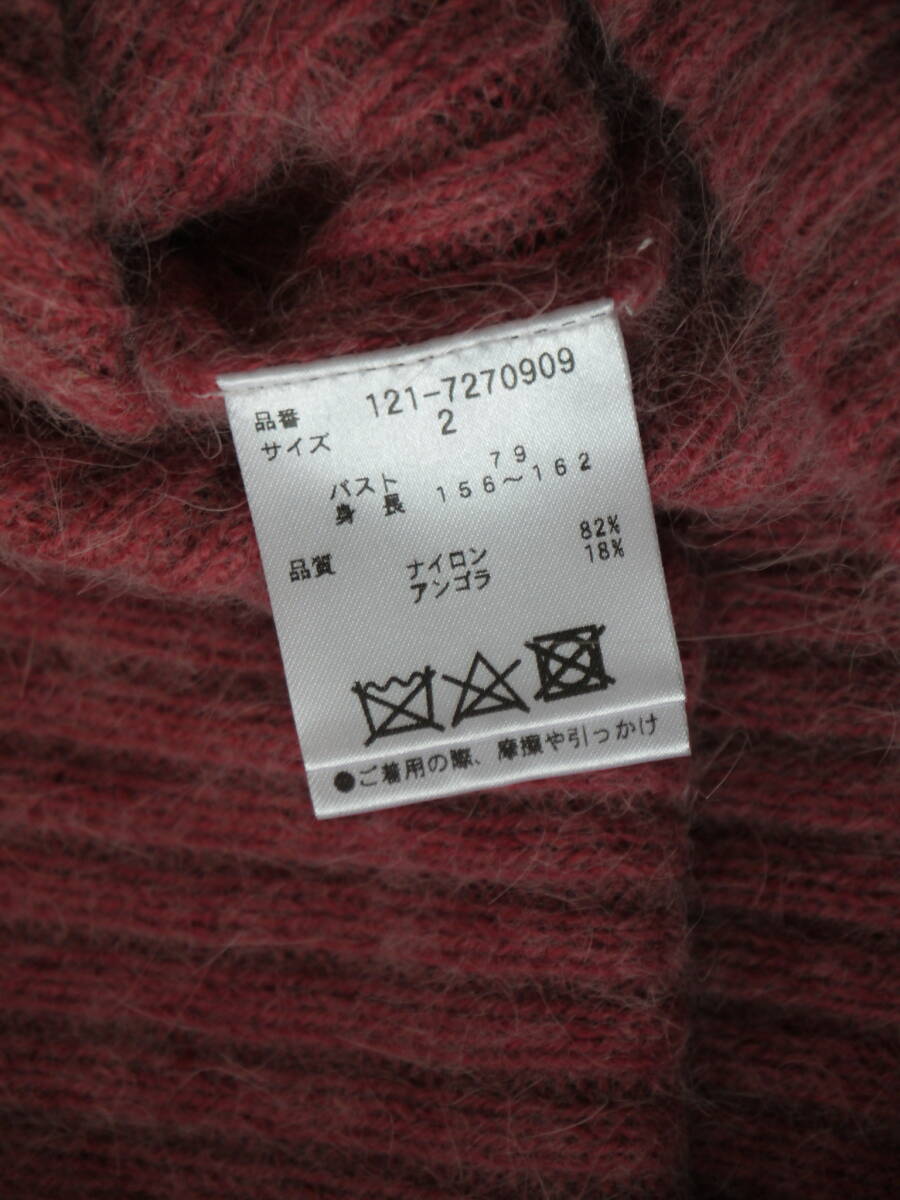 品番 121-7270909
サイズ 2
バスト 79
身長 156～162
品質 ナイロン 82%
アンゴラ 18%
●ご着用の際、摩擦や引っかけ